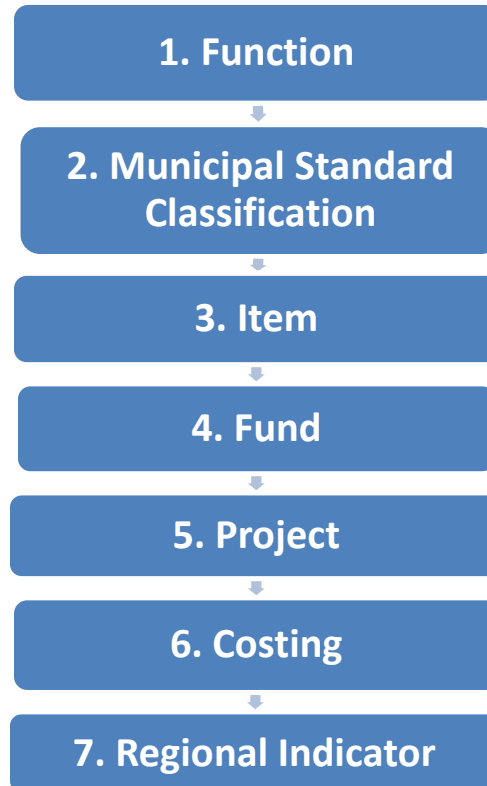 1. Function
2. Municipal Standard
Classification
3. Item
4. Fund
5. Project
6. Costing
7. Regional Indicator